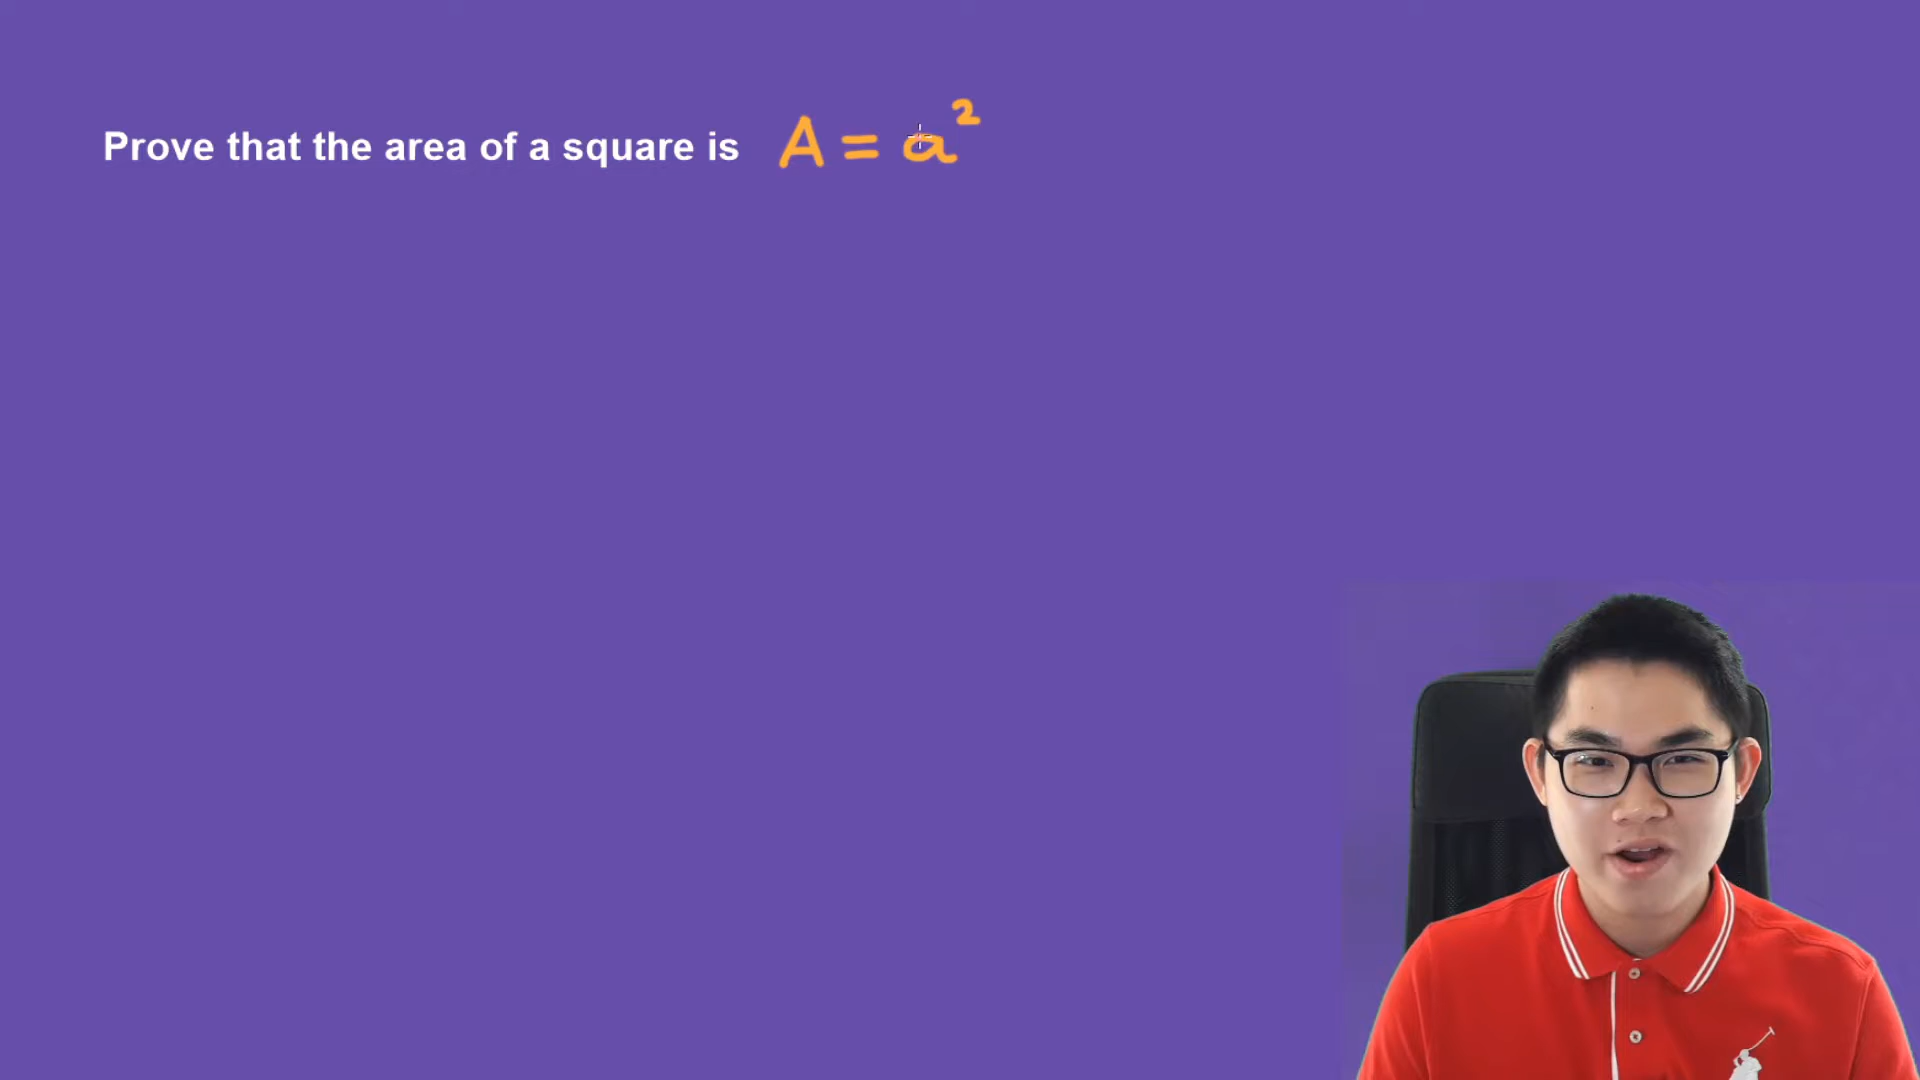 Prove that the area of a square is A = a²